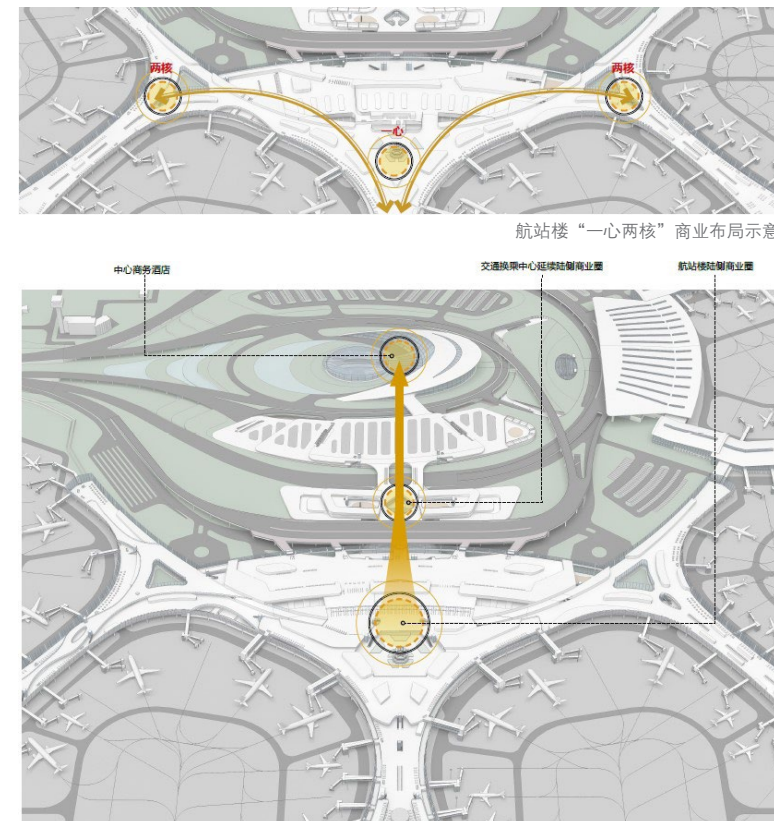 两核
两核
一心
航站楼“一心两核”商业布局示意
中心商务酒店
交通换乘中心延续陆侧商业圈
航站楼陆侧商业圈